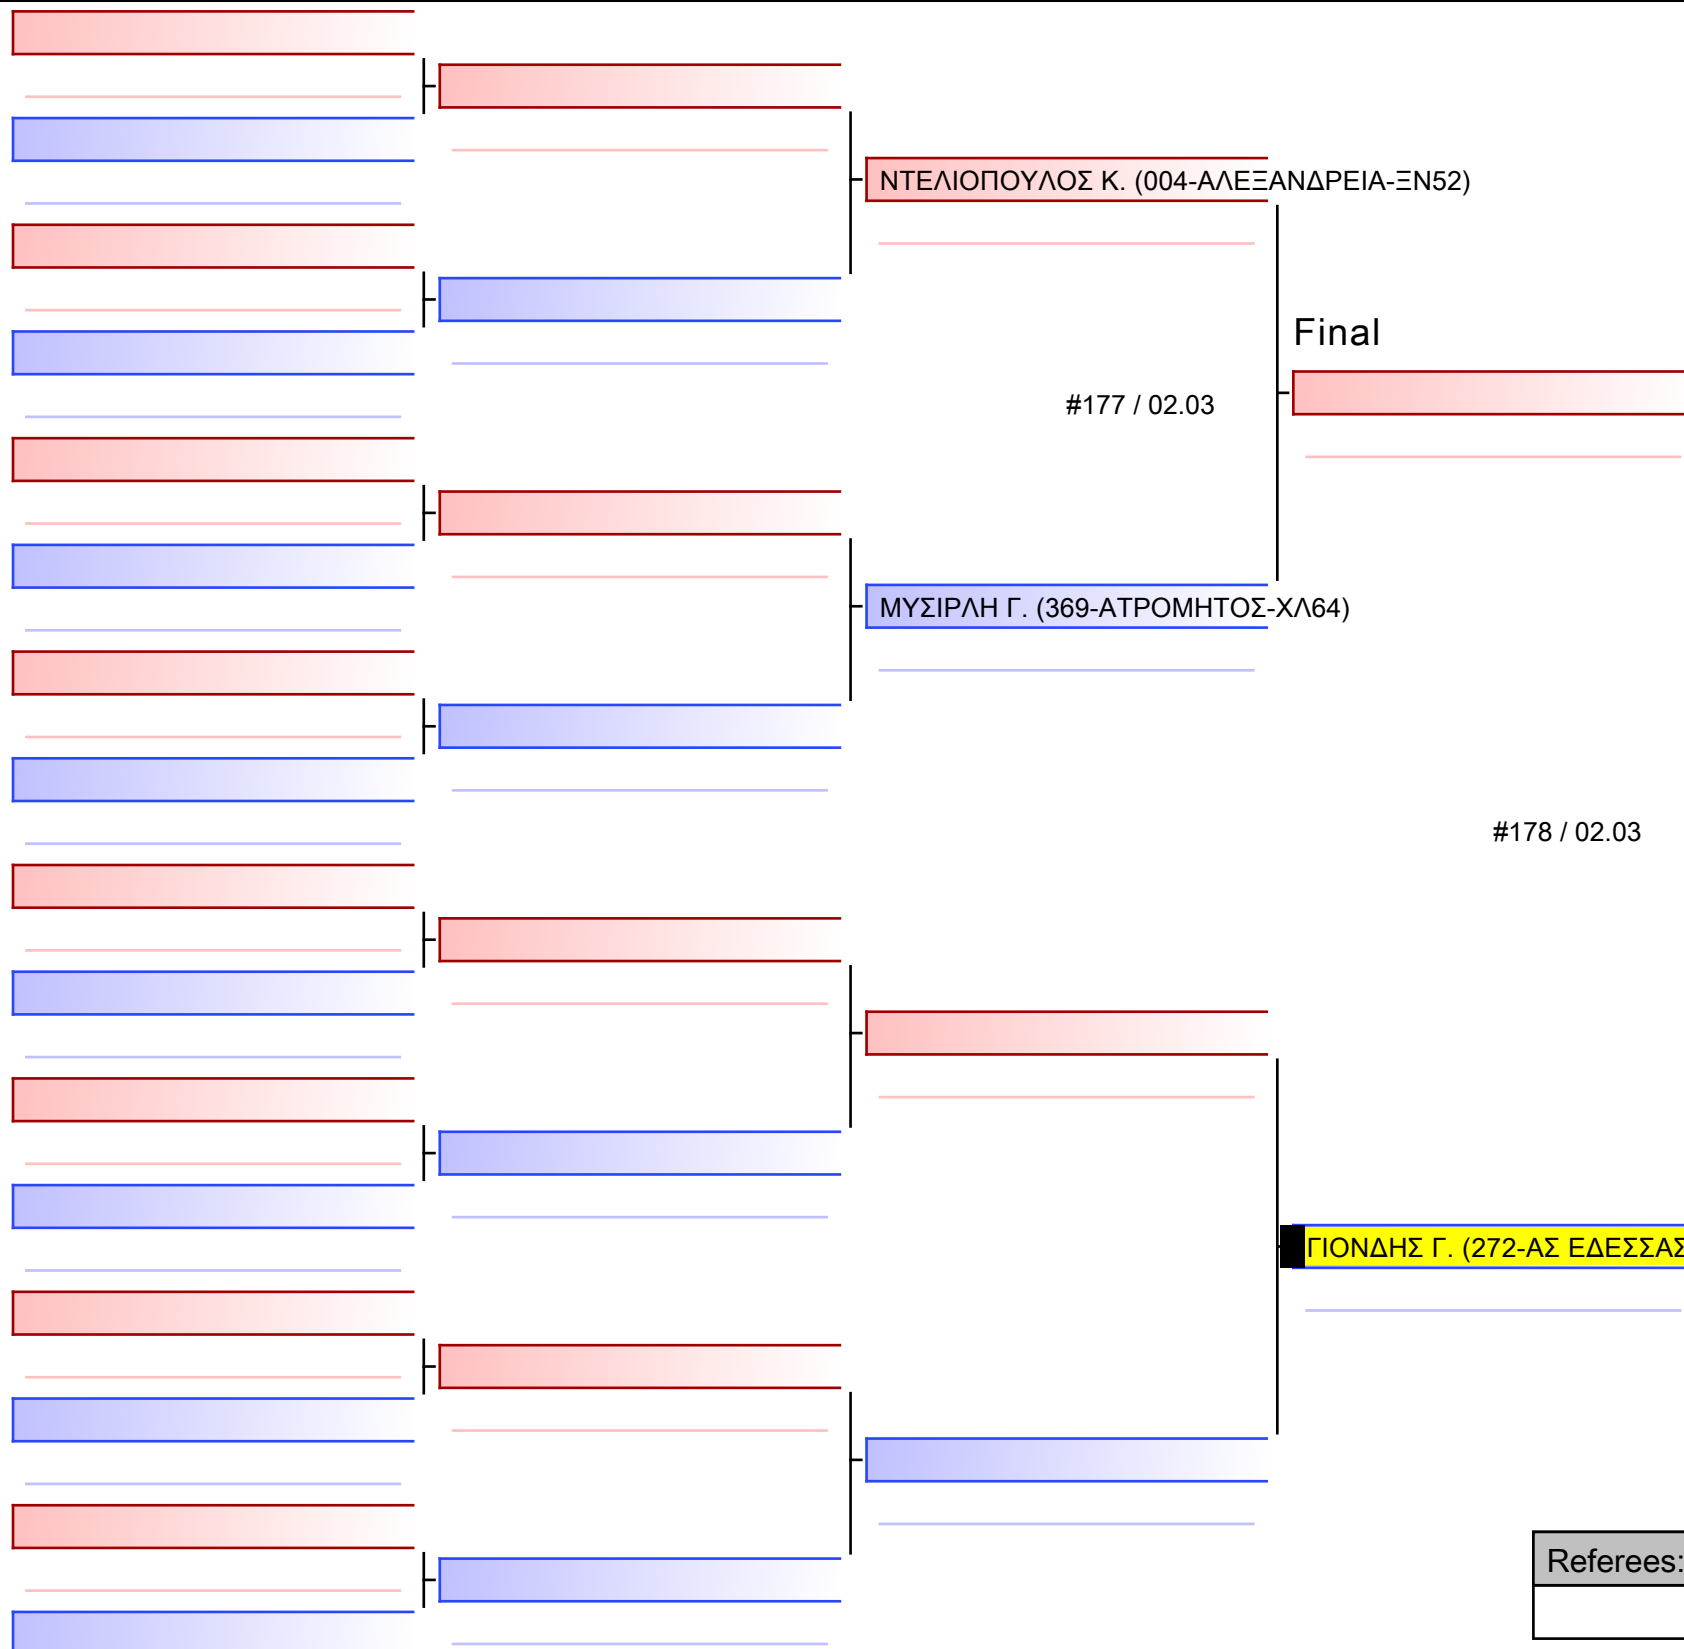 ΝΤΕΛΙΟΠΟΥΛΟΣ Κ. (004-ΑΛΕΞΑΝΔΡΕΙΑ-ΞΝ52)
Final
#177 / 02.03
ΜΥΣΙΡΛΗ Γ. (369-ΑΤΡΟΜΗΤΟΣ-ΧΛ64)
#178 / 02.03
ΓΙΟΝΔΗΣ Γ. (272-ΑΣ ΕΔΕΣΣΑΣ
Referees: